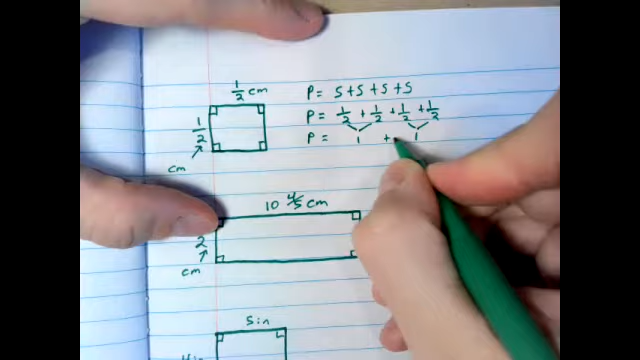 1/2 cm
P = S + S + S + S
1/2
P = 1/2 + 1/2 + 1/2 + 1/2
cm
P = 1 + 1
10 4/5 cm
2
cm
5 in